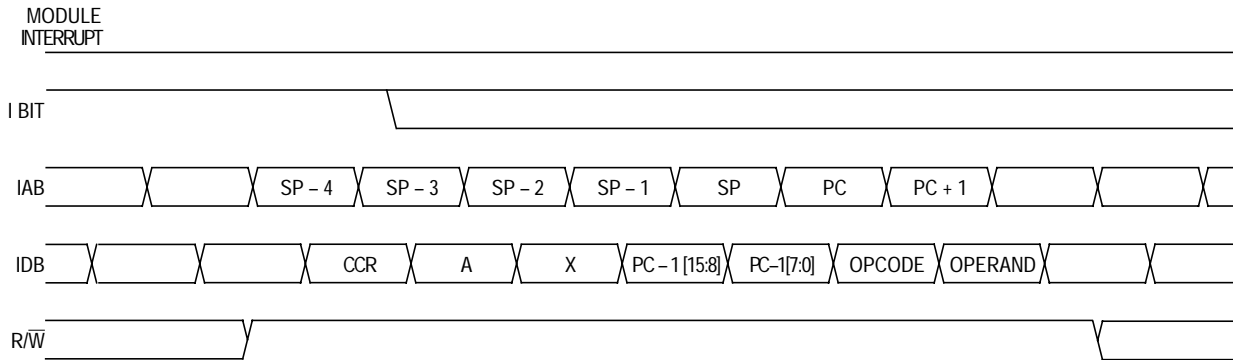 MODULE
INTERRUPT
I BIT
IAB SP – 4 SP – 3 SP – 2 SP – 1 SP PC PC + 1
IDB CCR A X PC – 1 [15:8] PC–1[7:0] OPCODE OPERAND
R/W̅